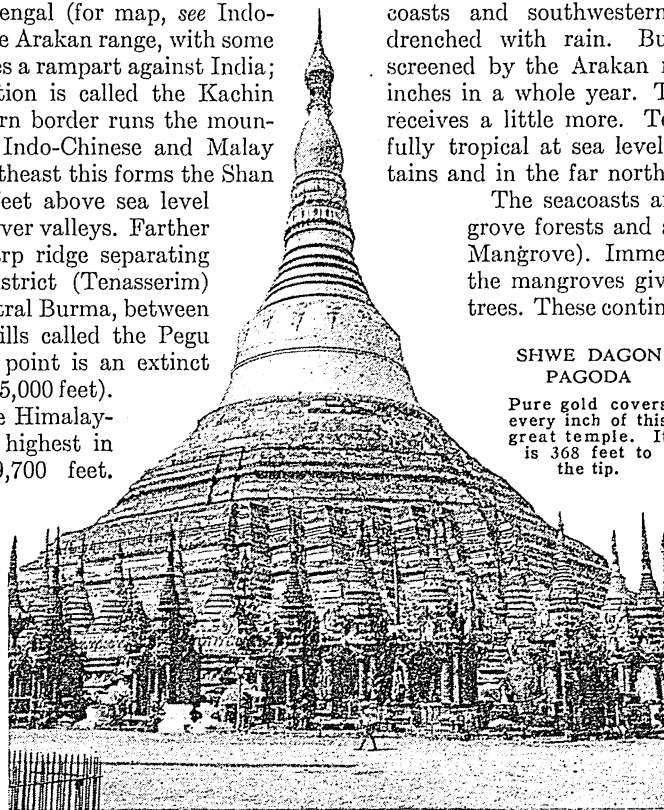 engal (for map, see Indo-
e Arakan range, with some
es a rampart against India;
tion is called the Kachin
rn border runs the moun-
Indo-Chinese and Malay
theast this forms the Shan
feet above sea level
ver valleys. Farther
rp ridge separating
strict (Tenasserim)
tral Burma, between
ills called the Pegu
point is an extinct
5,000 feet).
e Himalay-
highest in
9,700 feet.
coasts and southwestern
drenched with rain. Bu
screened by the Arakan
inches in a whole year. T
receives a little more. Te
fully tropical at sea level
tains and in the far north
The seacoasts a
grove forests and a
Mangrove). Imme
the mangroves giv
trees. These contin
SHWE DAGON
PAGODA
Pure gold covers
every inch of this
great temple. It
is 368 feet to
the tip.